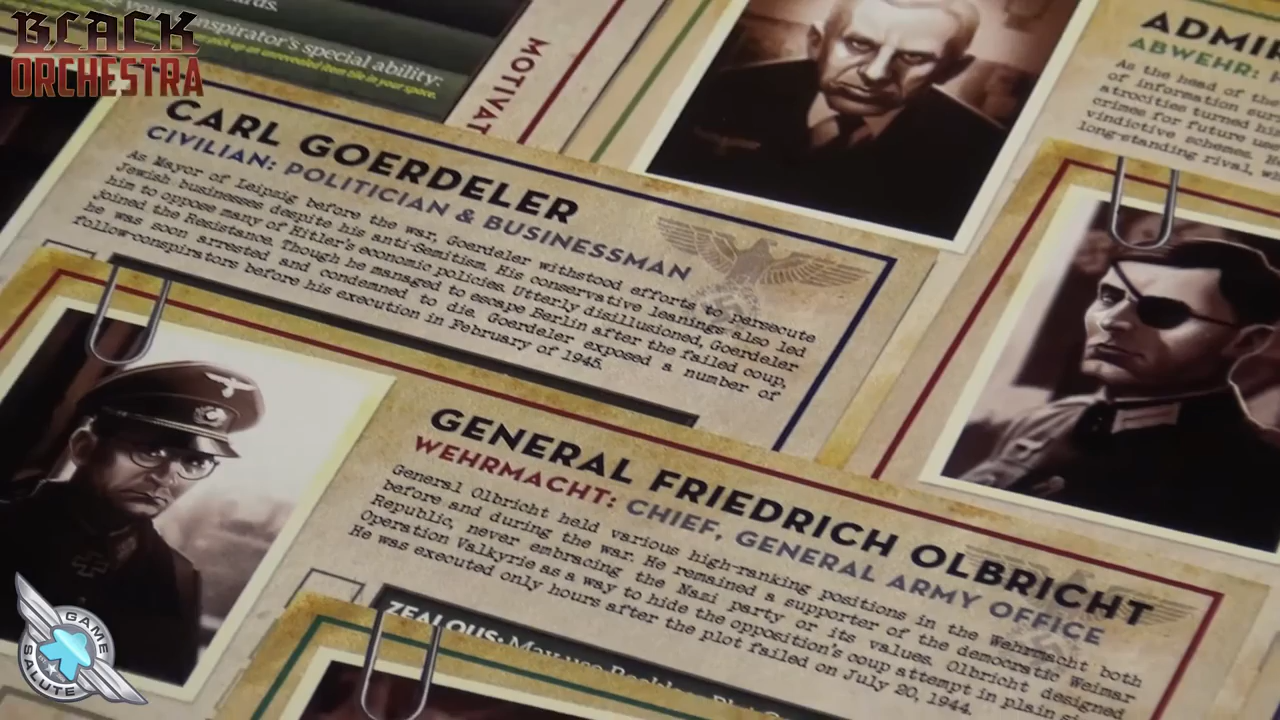 BLACK
ORCHESTRA
conspirator's special ability:
MOTIVAT
CARL GOERDELER
CIVILIAN: POLITICIAN & BUSINESSMAN
As Mayor of Leipzig before the war, Goerdeler withstood efforts to persecute
Jewish businesses despite his anti-Semitism. His conservative leanings also led
him to oppose many of Hitler's economic policies. Utterly disillusioned, Goerdeler
joined the Resistance. Though he managed to escape Berlin after the failed coup,
he was soon arrested and condemned to die. Goerdeler exposed a number of
fellow-conspirators before his execution in February of 1945.
ABWEHR:
As the head of the
of information
atrocities turned his
crimes for future use
vindictive schemes.
long-standing rival,
GENERAL FRIEDRICH OLBRICHT
WEHRMACHT: CHIEF, GENERAL ARMY OFFICE
General Olbricht held various high-ranking positions in the Wehrmacht both
before and during the war. He remained a supporter of the democratic Weimar
Republic, never embracing the Nazi party or its values. Olbricht designed
Operation Valkyrie as a way to hide the opposition's coup attempt in plain
He was executed only hours after the plot failed on July 20, 1944.
ZEALOUS: May use Reckless
GAME
SALUTE